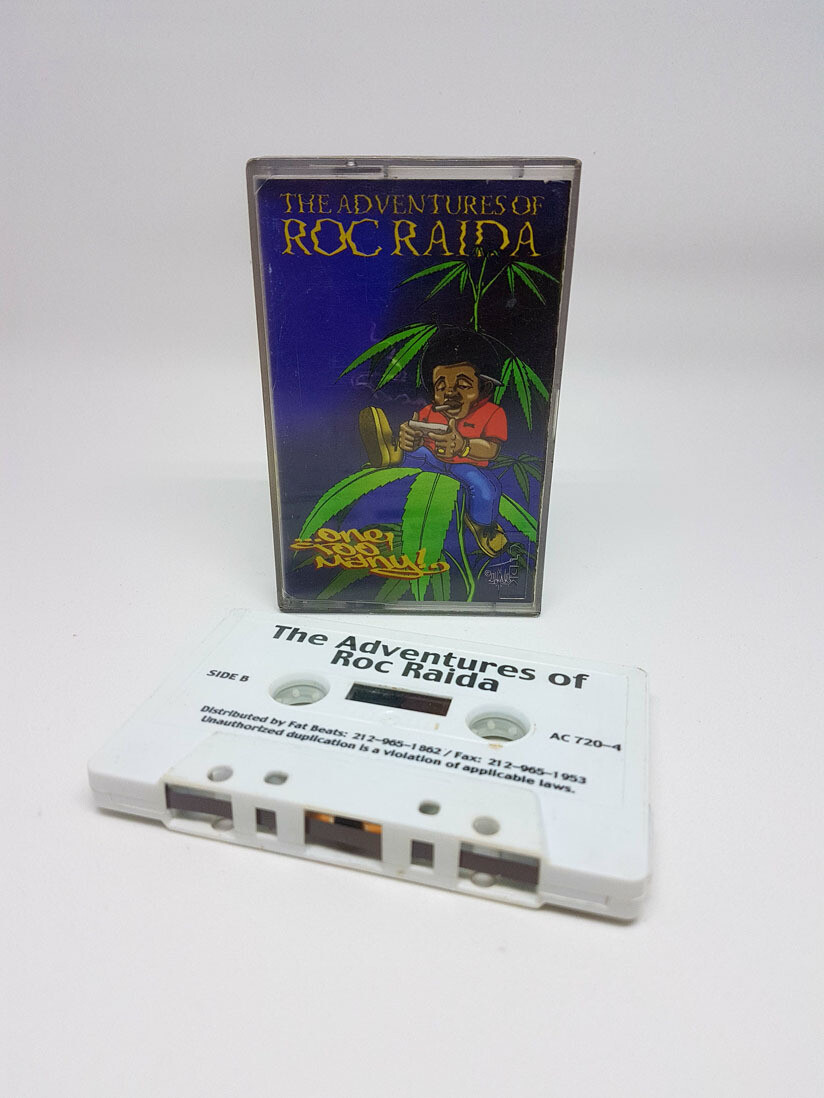 THE ADVENTURES OF
ROC RAIDA
...One
Too
Many!...
The Adventures of
Roc Raida
SIDE B
AC 720-4
Distributed by Fat Beats: 212-965-1862 / Fax: 212-965-1953
Unauthorized duplication is a violation of applicable laws.